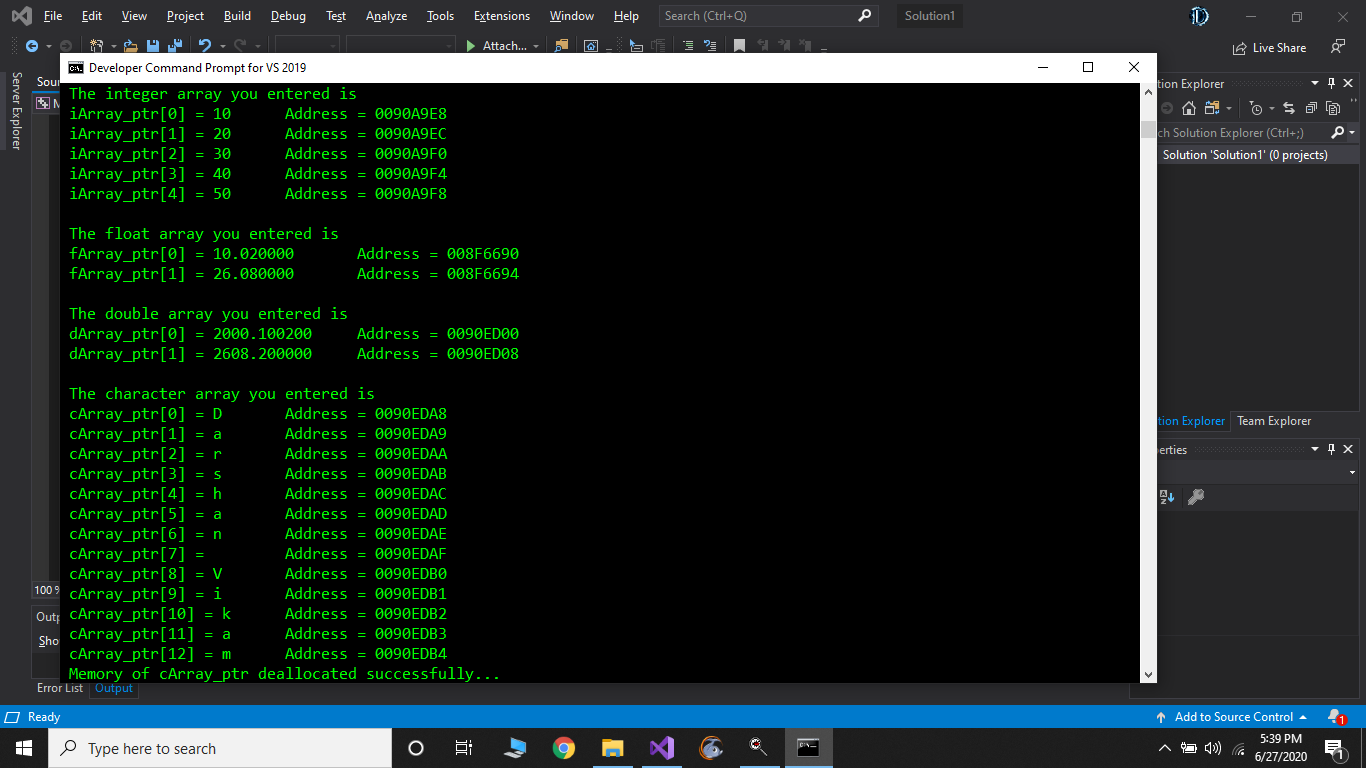 File Edit View Project Build Debug Test Analyze Tools Extensions Window Help Search (Ctrl+Q) Solution1
Attach... Live Share
Developer Command Prompt for VS 2019
Server Explorer
The integer array you entered is
iArray_ptr[0] = 10 Address = 0090A9E8
iArray_ptr[1] = 20 Address = 0090A9EC
iArray_ptr[2] = 30 Address = 0090A9F0
iArray_ptr[3] = 40 Address = 0090A9F4
iArray_ptr[4] = 50 Address = 0090A9F8
The float array you entered is
fArray_ptr[0] = 10.020000 Address = 008F6690
fArray_ptr[1] = 26.080000 Address = 008F6694
The double array you entered is
dArray_ptr[0] = 2000.100200 Address = 0090ED00
dArray_ptr[1] = 2608.200000 Address = 0090ED08
The character array you entered is
cArray_ptr[0] = D Address = 0090EDA8
cArray_ptr[1] = a Address = 0090EDA9
cArray_ptr[2] = r Address = 0090EDAA
cArray_ptr[3] = s Address = 0090EDAB
cArray_ptr[4] = h Address = 0090EDAC
cArray_ptr[5] = a Address = 0090EDAD
cArray_ptr[6] = n Address = 0090EDAE
cArray_ptr[7] =   Address = 0090EDAF
cArray_ptr[8] = V Address = 0090EDB0
cArray_ptr[9] = i Address = 0090EDB1
cArray_ptr[10] = k Address = 0090EDB2
cArray_ptr[11] = a Address = 0090EDB3
cArray_ptr[12] = m Address = 0090EDB4
Memory of cArray_ptr deallocated successfully...
Sou
tion Explorer
ch Solution Explorer (Ctrl+;)
Solution 'Solution1' (0 projects)
tion Explorer Team Explorer
erties
100 %
Outp
Sho
Error List Output
Ready Add to Source Control 1
Type here to search
5:39 PM
6/27/2020
1